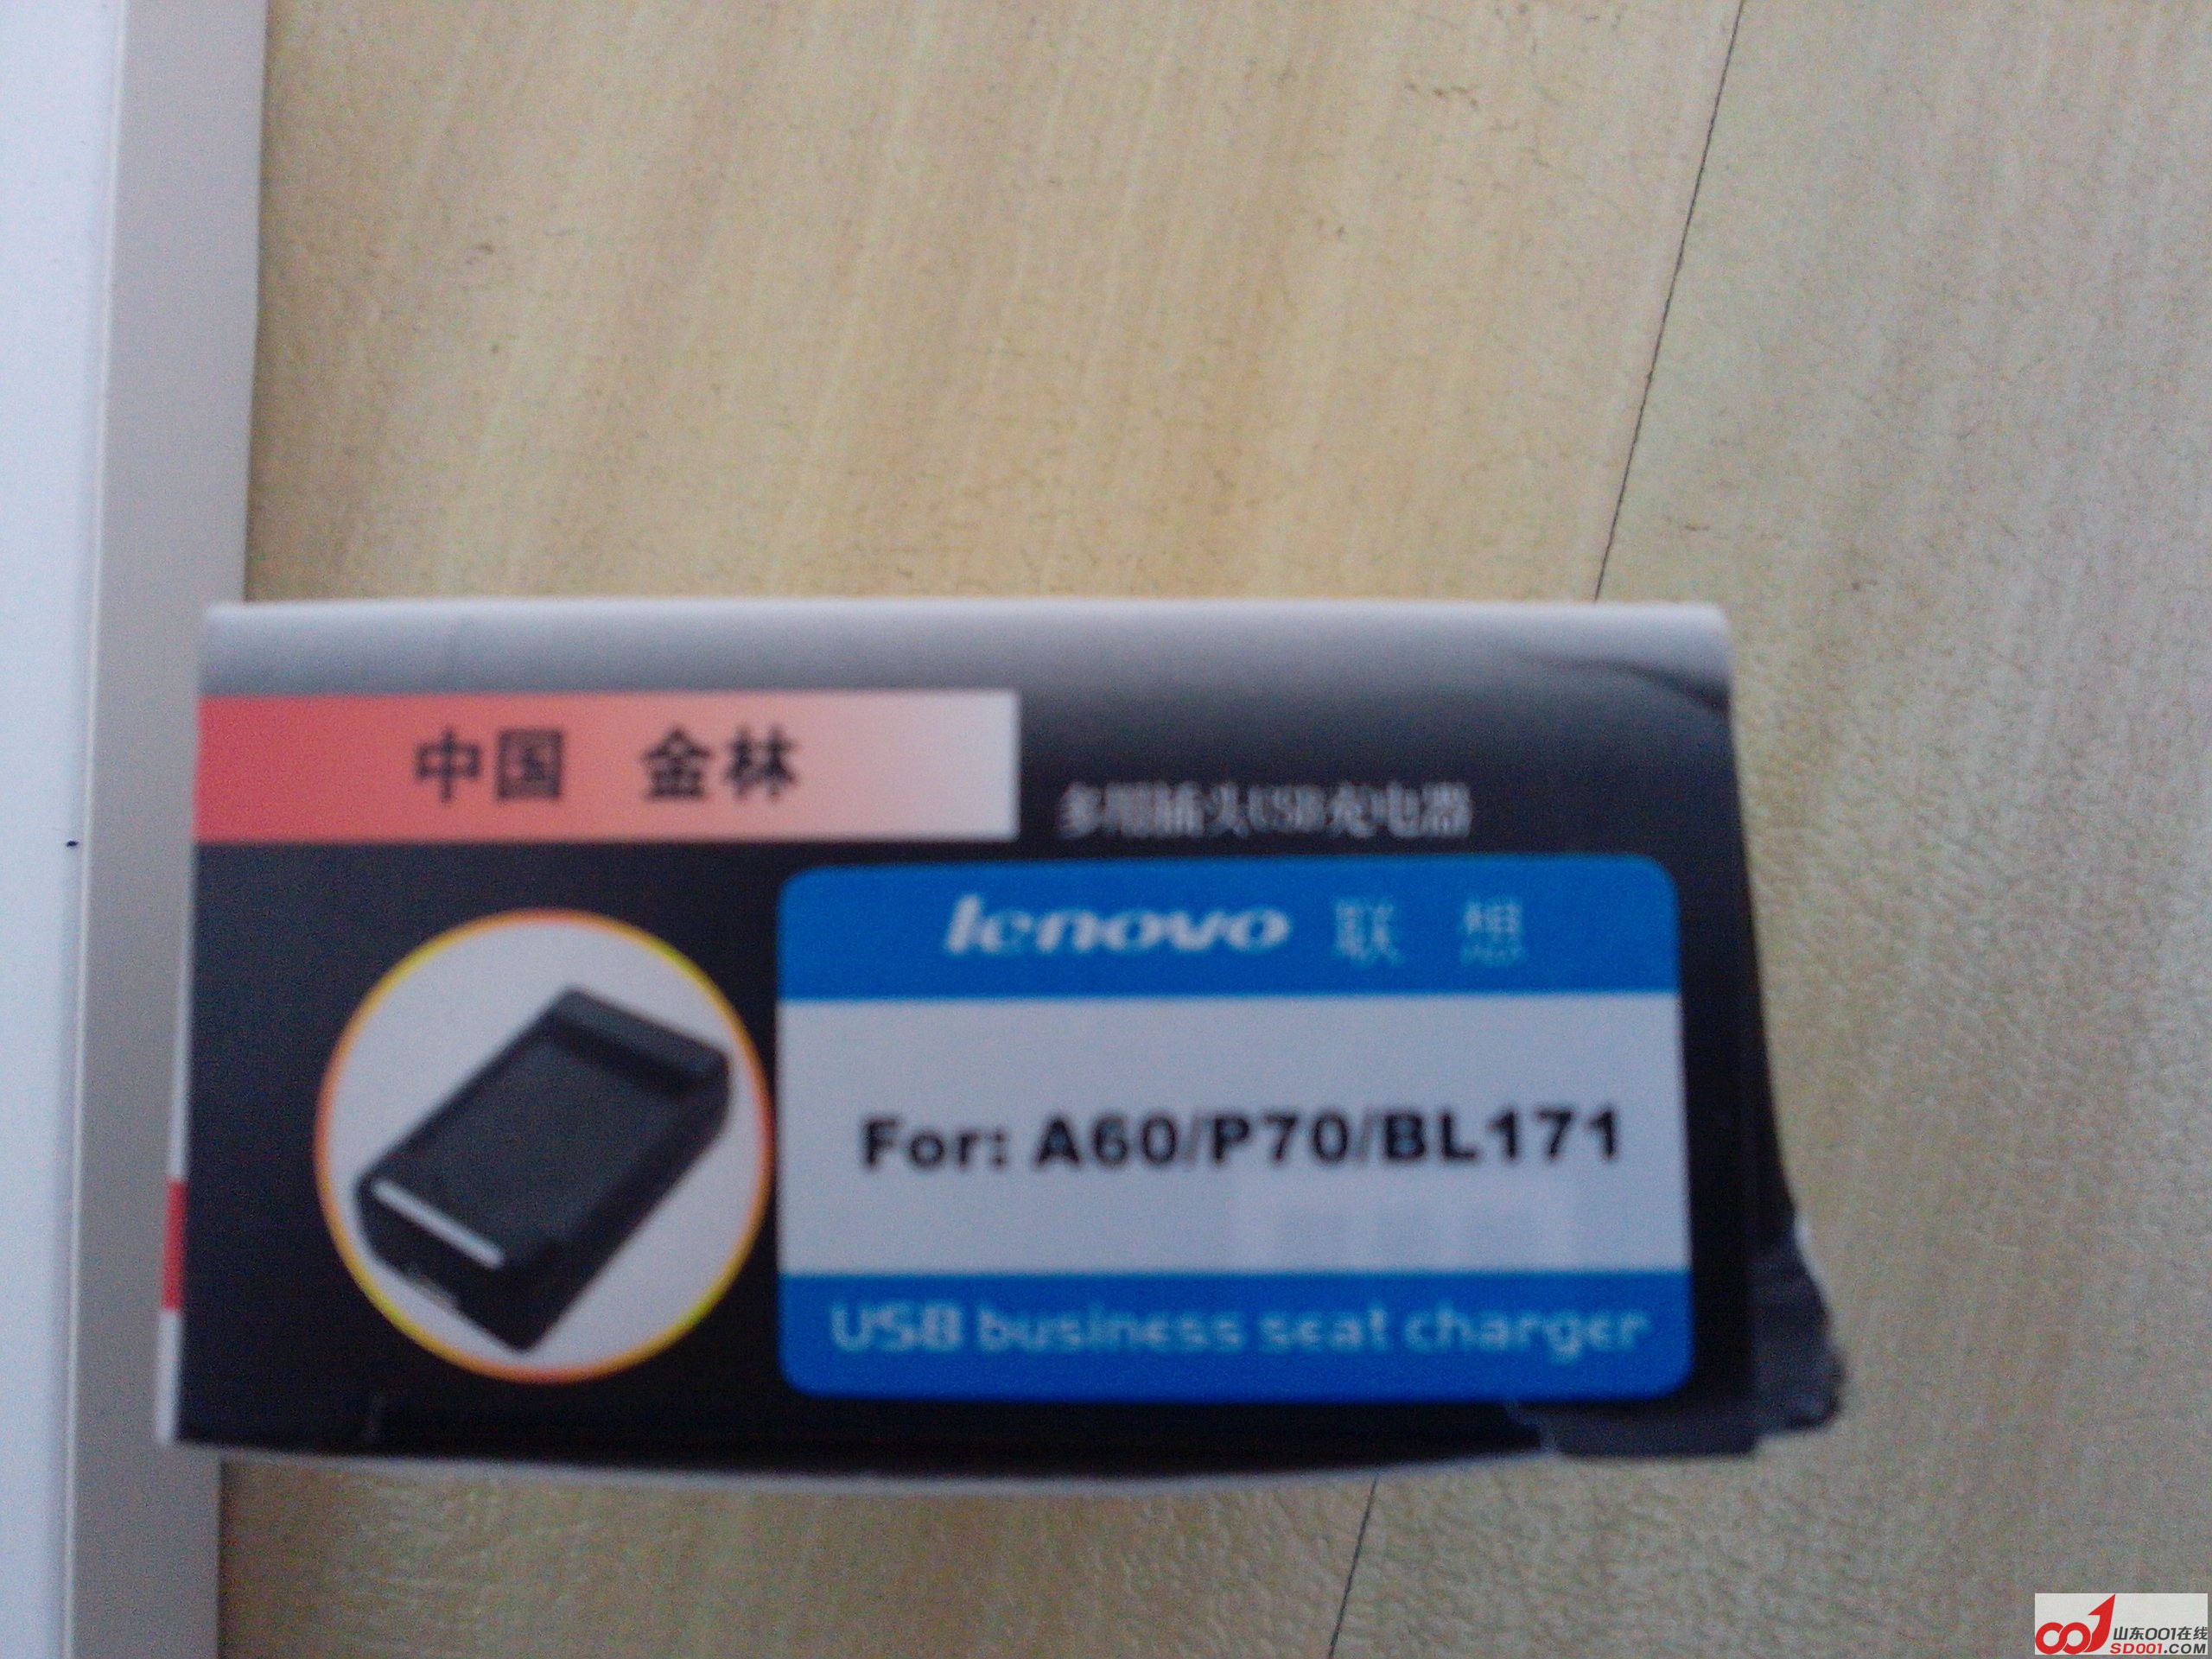 中国 金林
多用插头USB充电器
lenovo 联想
For: A60/P70/BL171
USB business seat charger
001 山东001在线
SD001.COM